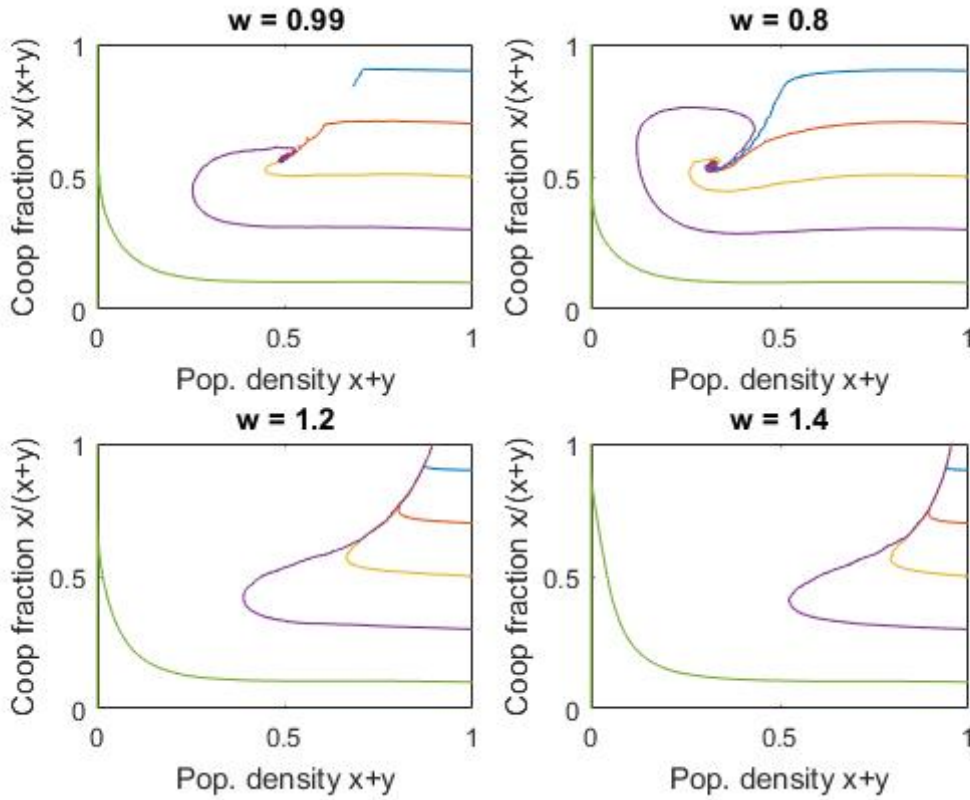 w = 0.99
1
0.5
0
Coop fraction x/(x+y)
0
0.5
1
Pop. density x+y
w = 0.8
1
0.5
0
Coop fraction x/(x+y)
0
0.5
1
Pop. density x+y
w = 1.2
1
0.5
0
Coop fraction x/(x+y)
0
0.5
1
Pop. density x+y
w = 1.4
1
0.5
0
Coop fraction x/(x+y)
0
0.5
1
Pop. density x+y